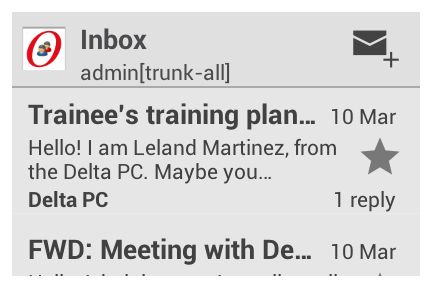 Inbox
admin[trunk-all]
Trainee's training plan... 10 Mar
Hello! I am Leland Martinez, from
the Delta PC. Maybe you...
Delta PC 1 reply
FWD: Meeting with De... 10 Mar